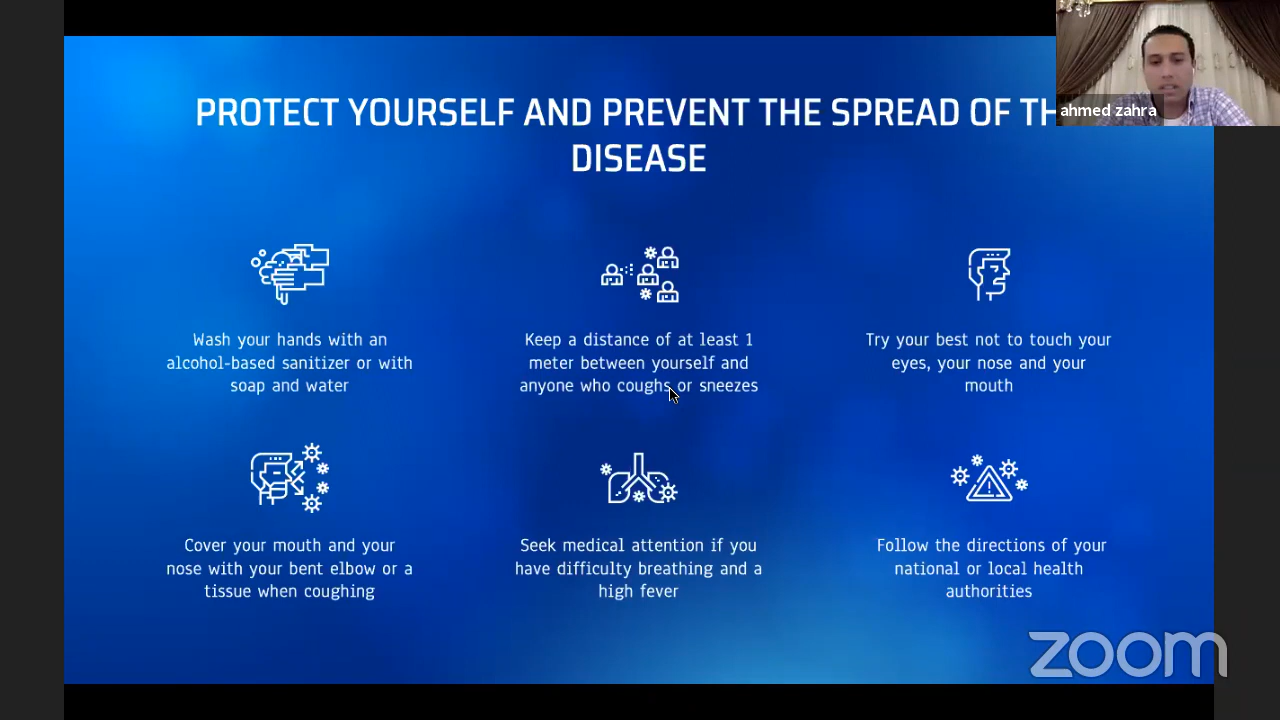 PROTECT YOURSELF AND PREVENT THE SPREAD OF
DISEASE
ahmed zahra
Wash your hands with an
alcohol-based sanitizer or with
soap and water
Keep a distance of at least 1
meter between yourself and
anyone who coughs or sneezes
Try your best not to touch your
eyes, your nose and your
mouth
Cover your mouth and your
nose with your bent elbow or a
tissue when coughing
Seek medical attention if you
have difficulty breathing and a
high fever
Follow the directions of your
national or local health
authorities
zoom